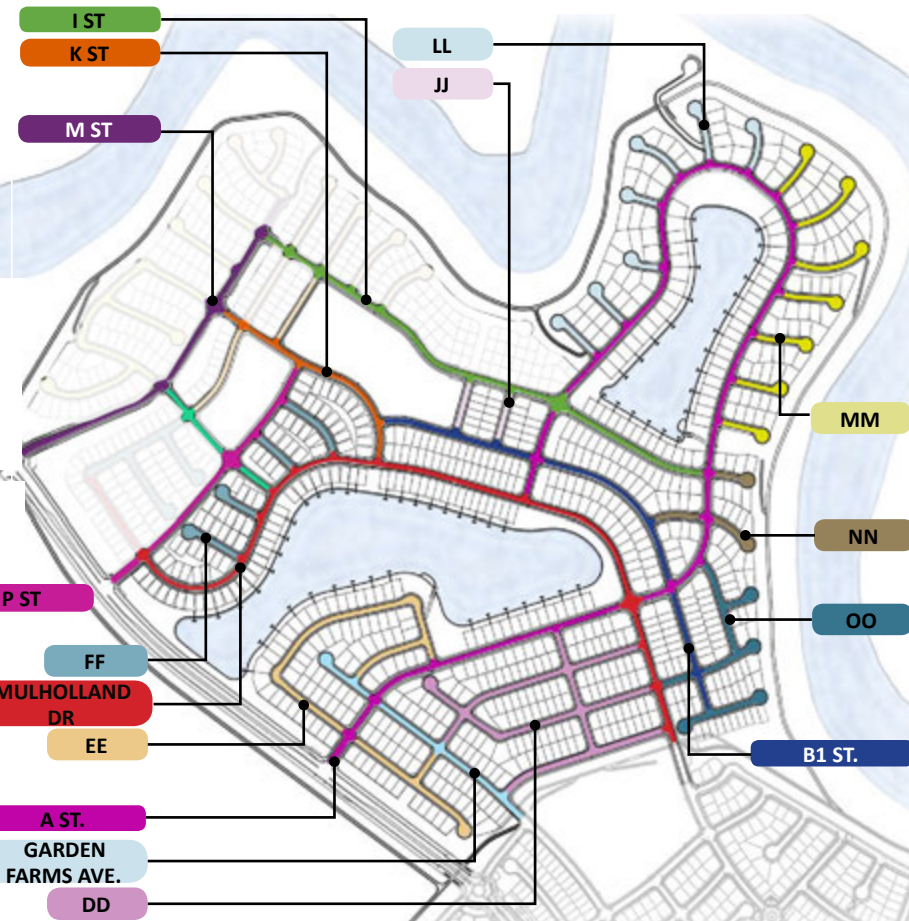 I ST
K ST
LL
JJ
M ST
MM
NN
P ST
OO
FF
MULHOLLAND
DR
EE
B1 ST.
A ST.
GARDEN
FARMS AVE.
DD